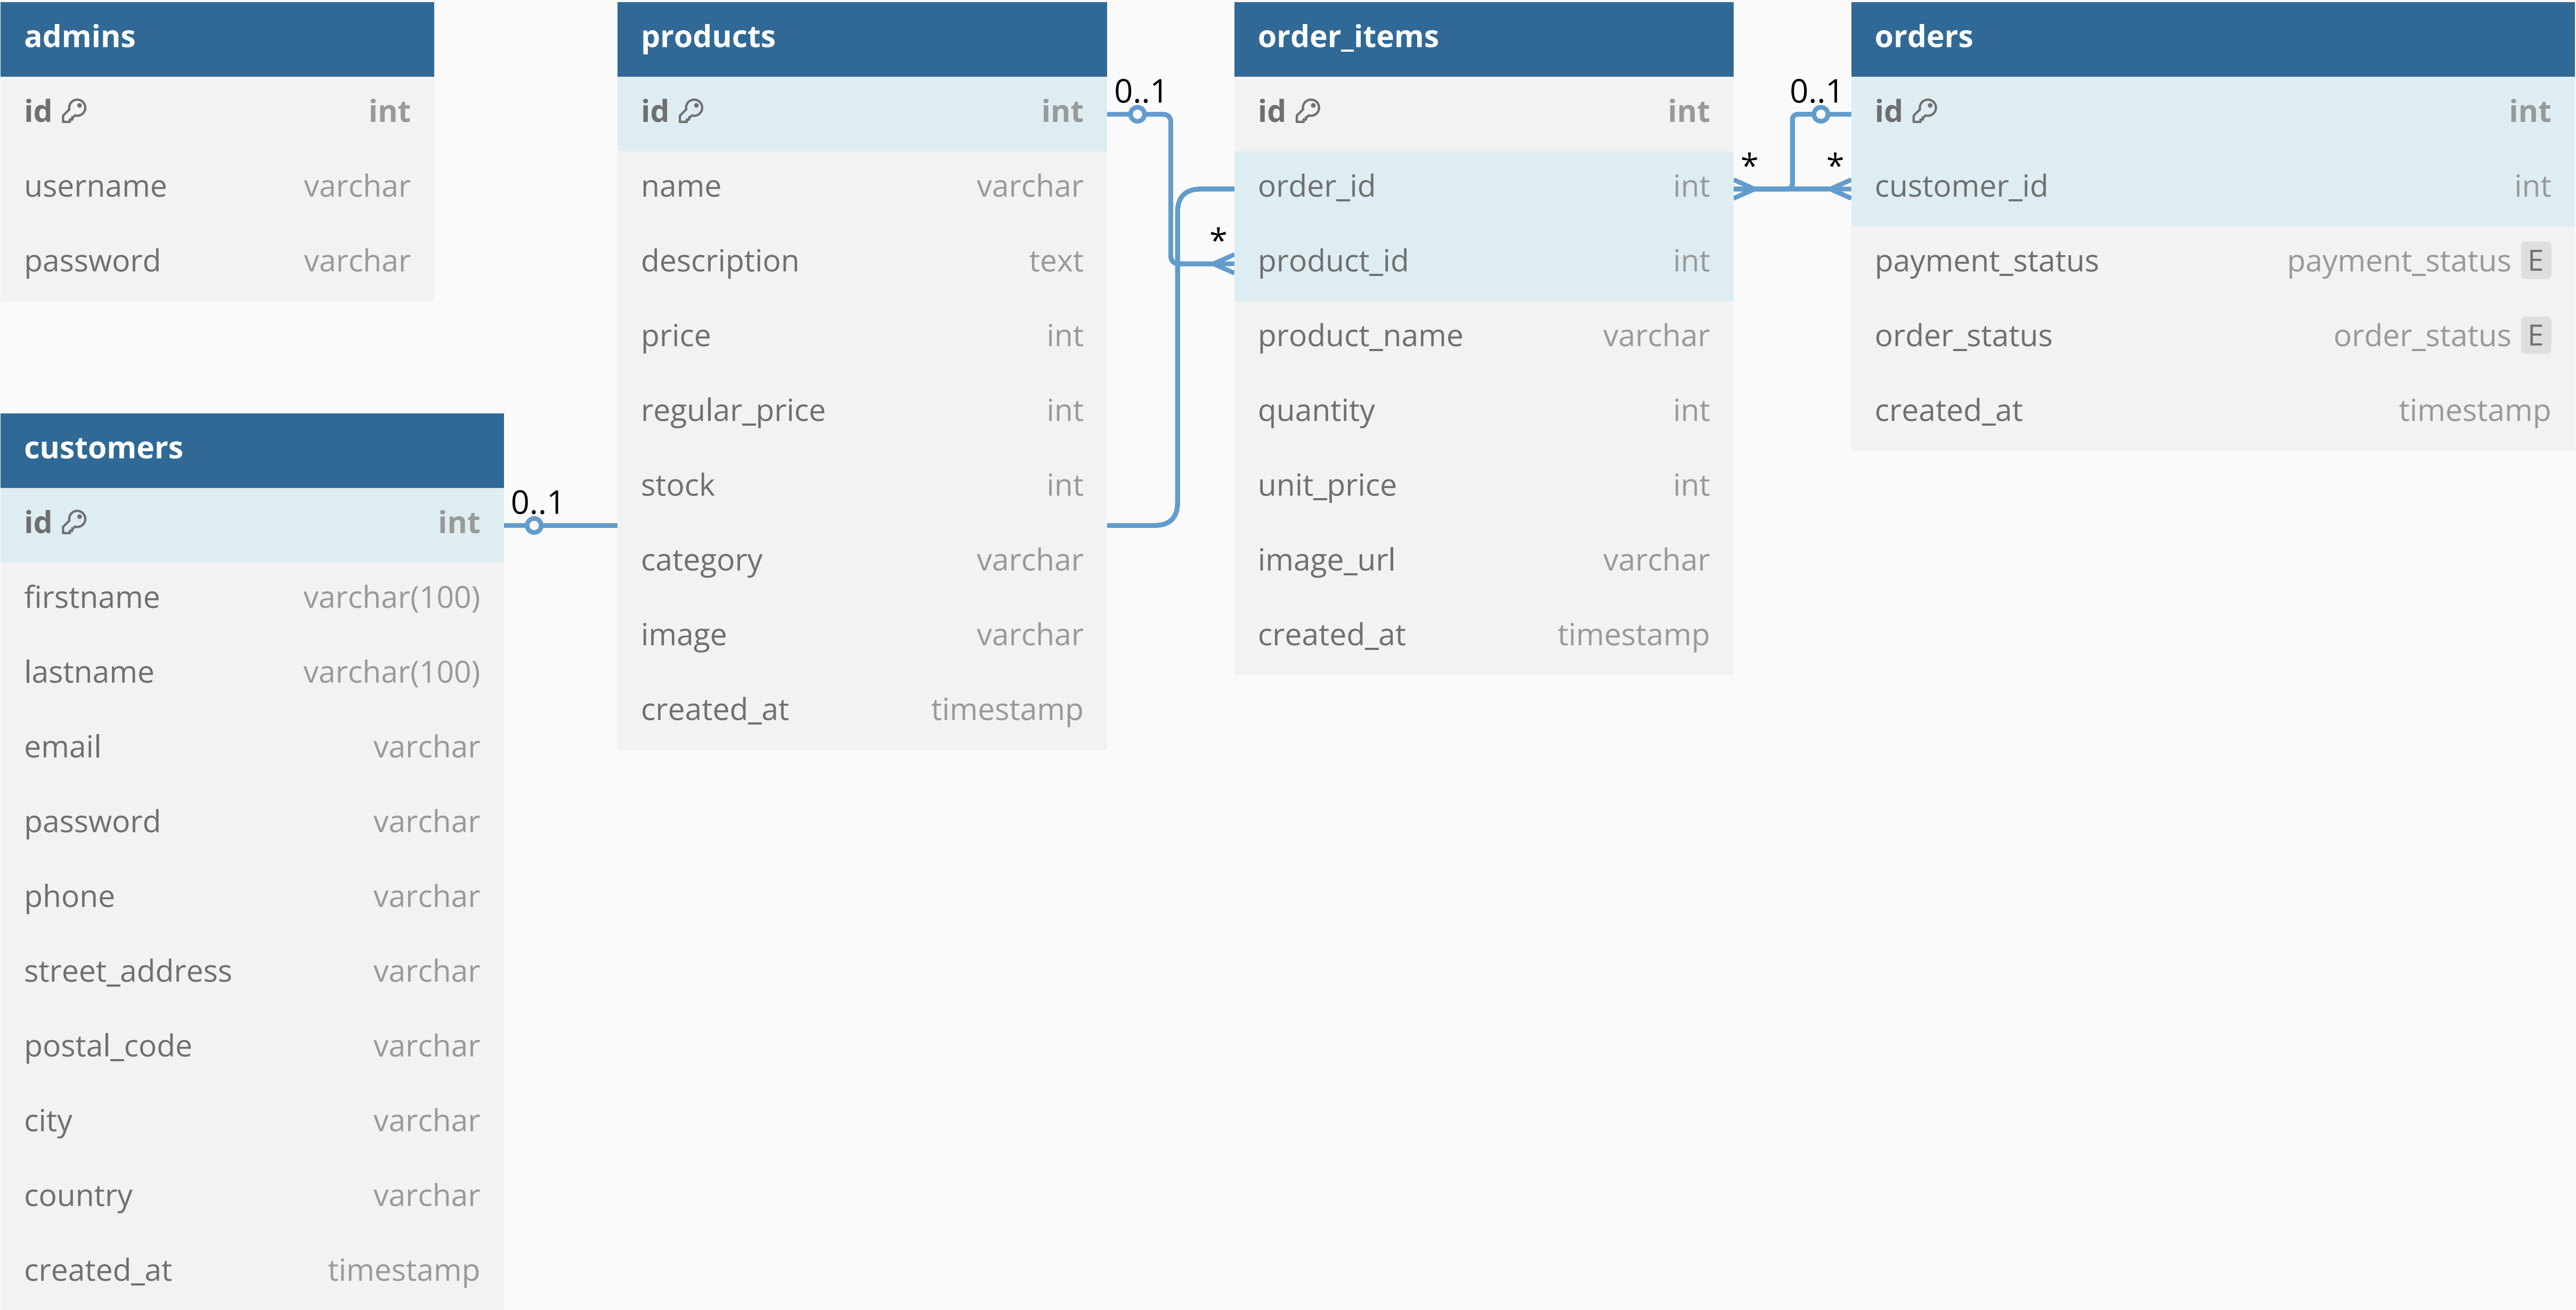 admins
id int
username varchar
password varchar
customers
id int
firstname varchar(100)
lastname varchar(100)
email varchar
password varchar
phone varchar
street_address varchar
postal_code varchar
city varchar
country varchar
created_at timestamp
0..1
products
id int
name varchar
description text
price int
regular_price int
stock int
category varchar
image varchar
created_at timestamp
0..1
*
order_items
id int
order_id int
product_id int
product_name varchar
quantity int
unit_price int
image_url varchar
created_at timestamp
*
0..1
*
orders
id int
customer_id int
payment_status payment_status E
order_status order_status E
created_at timestamp